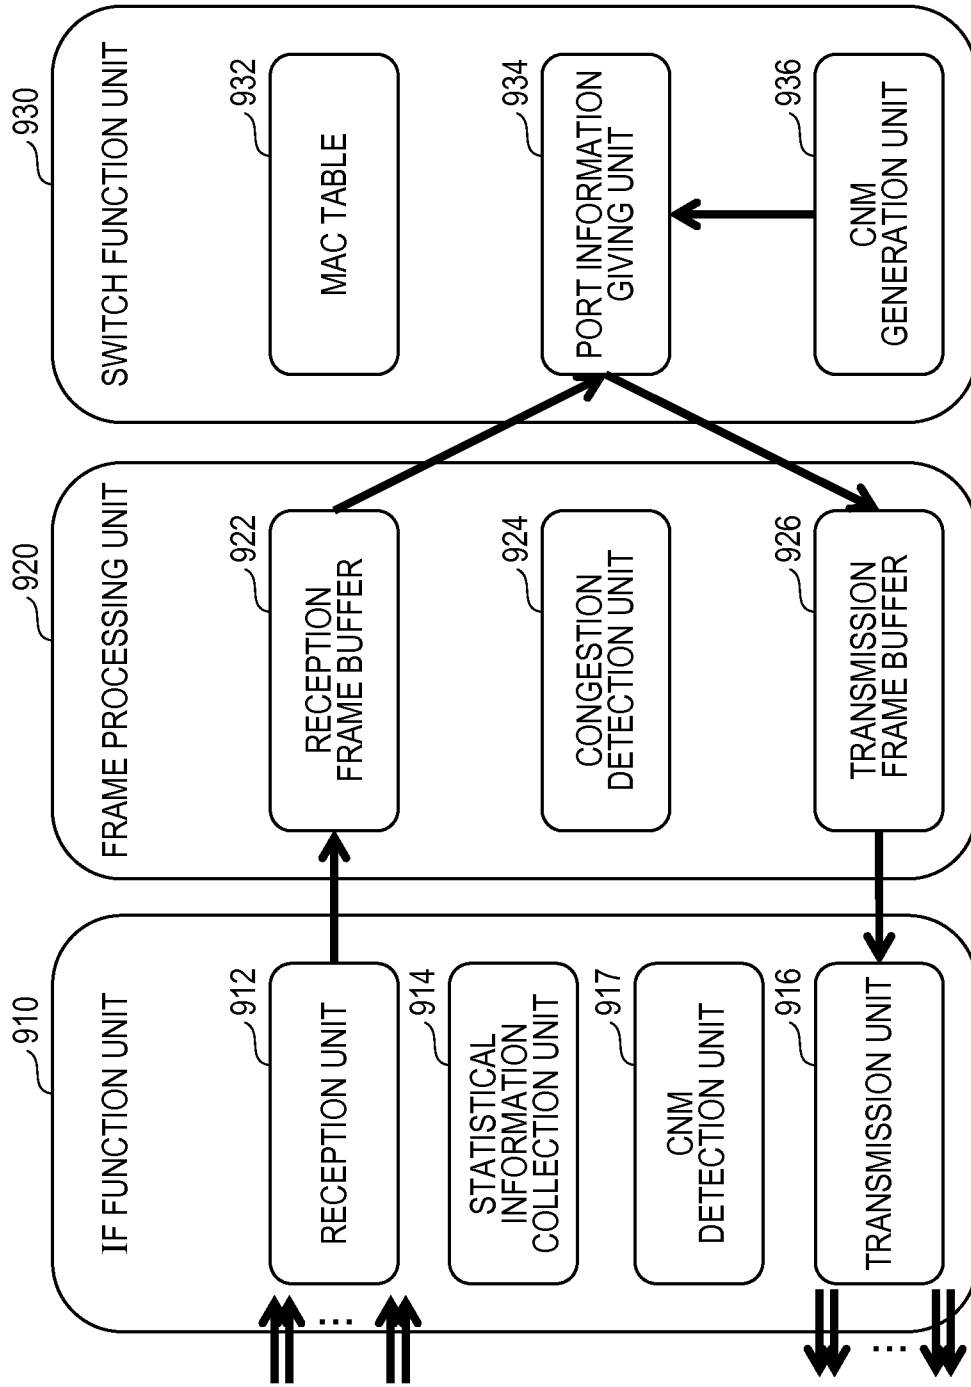 910
IF FUNCTION UNIT
912
RECEPTION UNIT
914
STATISTICAL
INFORMATION
COLLECTION UNIT
917
CNM
DETECTION UNIT
916
TRANSMISSION UNIT
...
...
920
FRAME PROCESSING UNIT
922
RECEPTION
FRAME BUFFER
924
CONGESTION
DETECTION UNIT
926
TRANSMISSION
FRAME BUFFER
930
SWITCH FUNCTION UNIT
932
MAC TABLE
934
PORT INFORMATION
GIVING UNIT
936
CNM
GENERATION UNIT